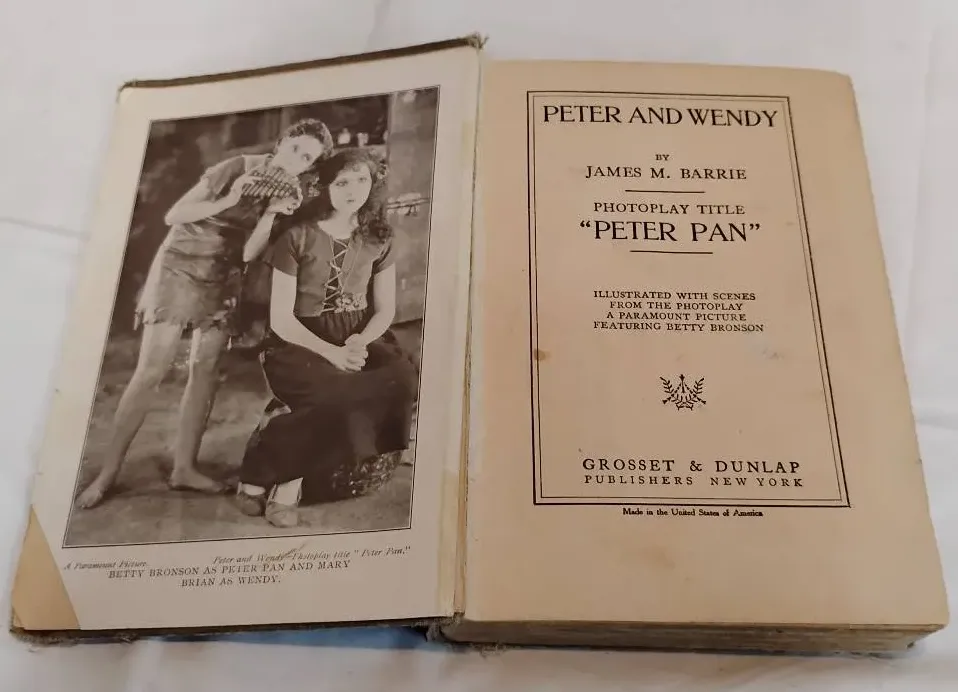 A Paramount Picture. Peter and Wendy—Photoplay title "Peter Pan."
BETTY BRONSON AS PETER PAN AND MARY
BRIAN AS WENDY.
PETER AND WENDY
BY
JAMES M. BARRIE
PHOTOPLAY TITLE
"PETER PAN"
ILLUSTRATED WITH SCENES
FROM THE PHOTOPLAY
A PARAMOUNT PICTURE
FEATURING BETTY BRONSON
GROSSET & DUNLAP
PUBLISHERS NEW YORK
Made in the United States of America